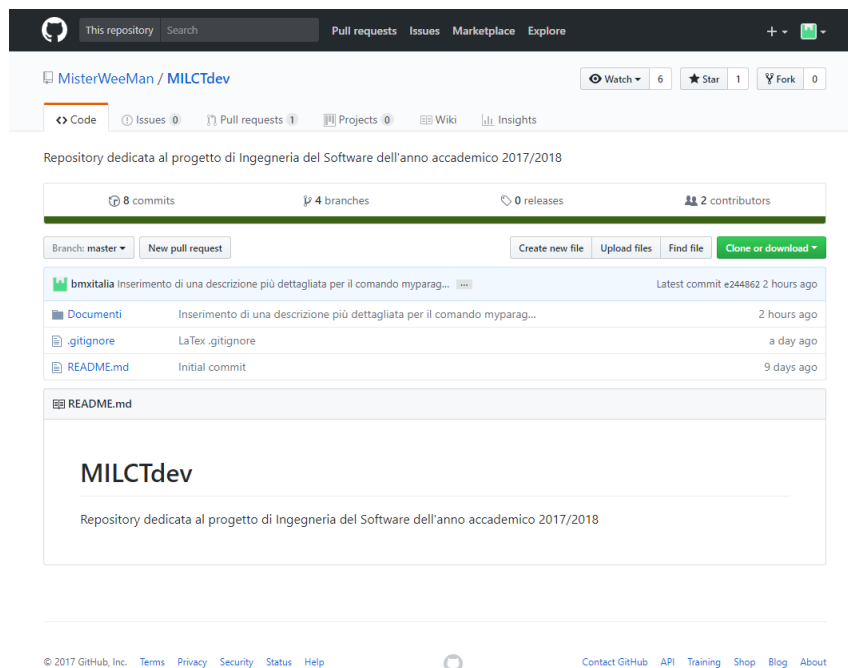 This repository Search Pull requests Issues Marketplace Explore
MisterWeeMan / MILCTdev Watch 6 Star 1 Fork 0
Code Issues 0 Pull requests 1 Projects 0 Wiki Insights
Repository dedicata al progetto di Ingegneria del Software dell'anno accademico 2017/2018
8 commits 4 branches 0 releases 2 contributors
Branch: master New pull request Create new file Upload files Find file Clone or download
bmxitalia Inserimento di una descrizione più dettagliata per il comando myparag... ... Latest commit e244862 2 hours ago
Documenti Inserimento di una descrizione più dettagliata per il comando myparag... 2 hours ago
.gitignore LaTex .gitignore a day ago
README.md Initial commit 9 days ago
README.md
MILCTdev
Repository dedicata al progetto di Ingegneria del Software dell'anno accademico 2017/2018
© 2017 GitHub, Inc. Terms Privacy Security Status Help Contact GitHub API Training Shop Blog About